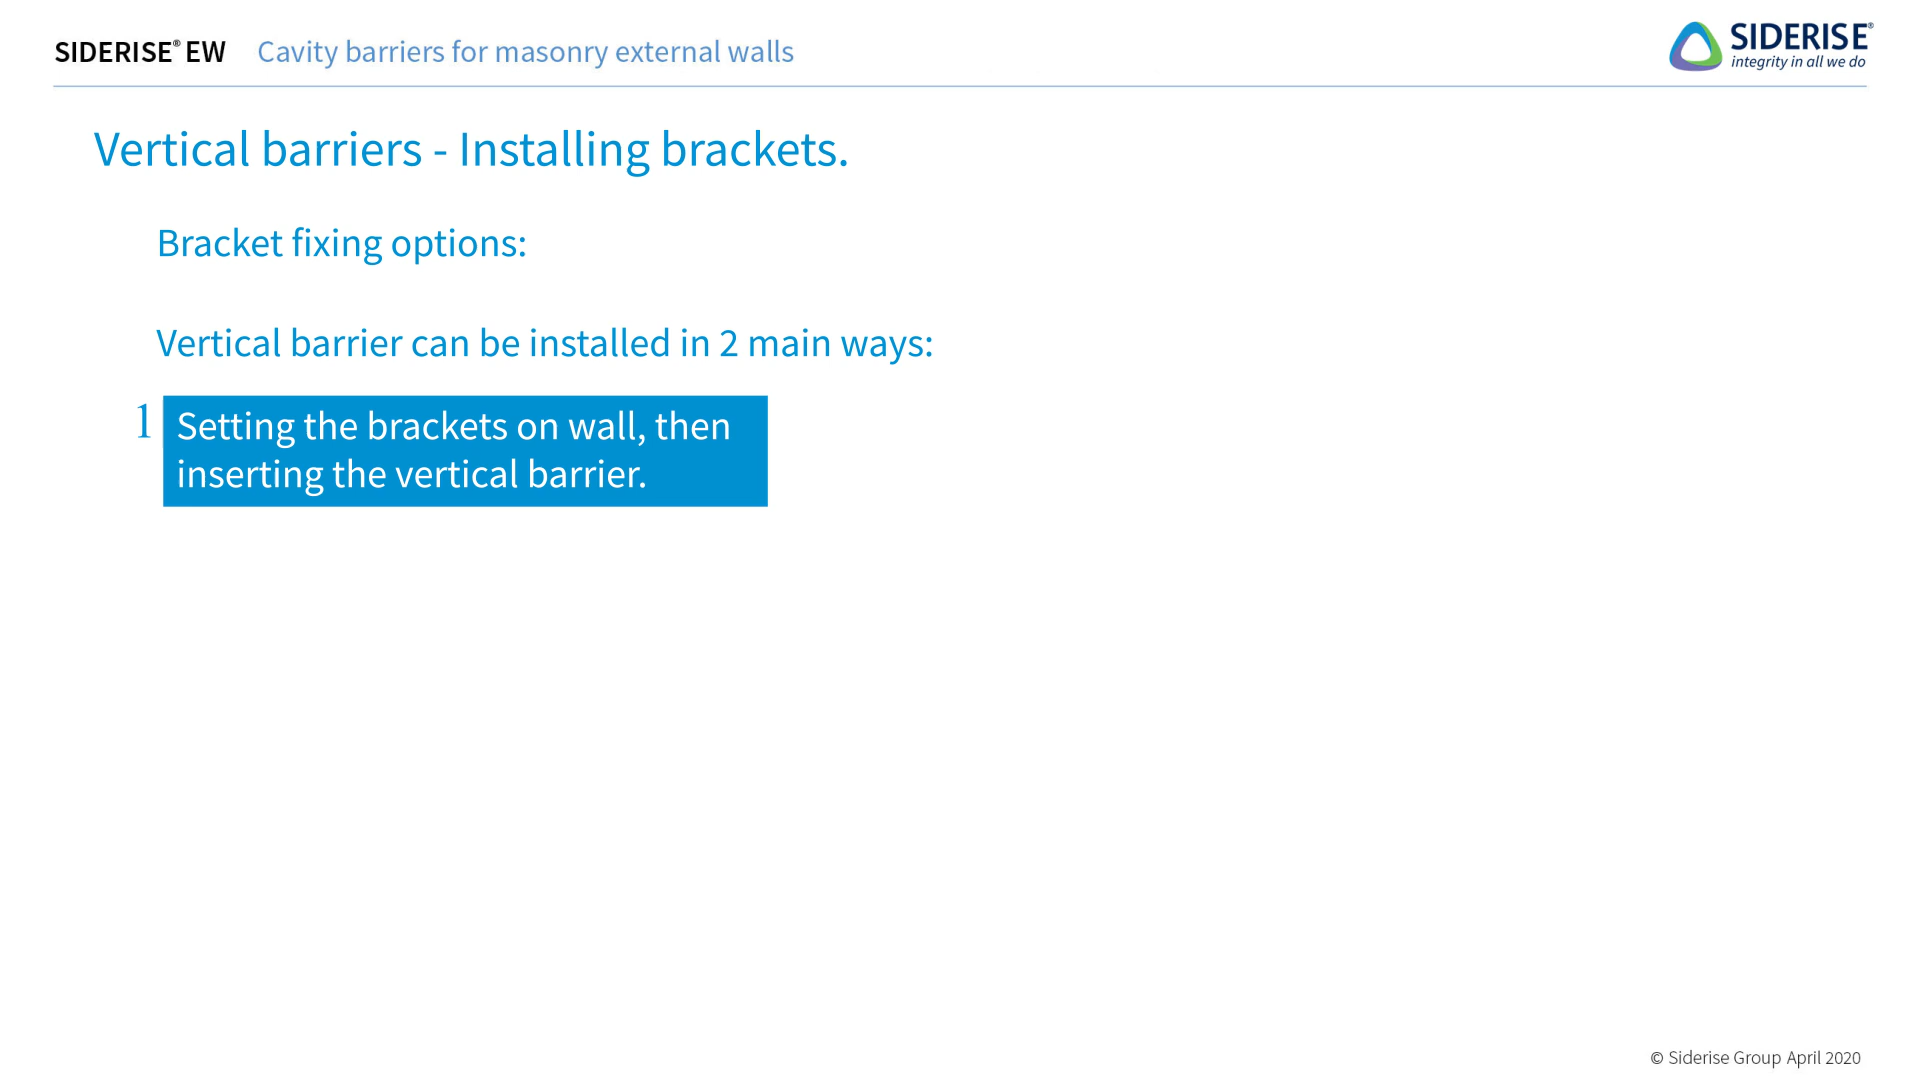 SIDERISE® EW Cavity barriers for masonry external walls
SIDERISE®
integrity in all we do
Vertical barriers - Installing brackets.
Bracket fixing options:
Vertical barrier can be installed in 2 main ways:
1 Setting the brackets on wall, then
inserting the vertical barrier.
© Siderise Group April 2020